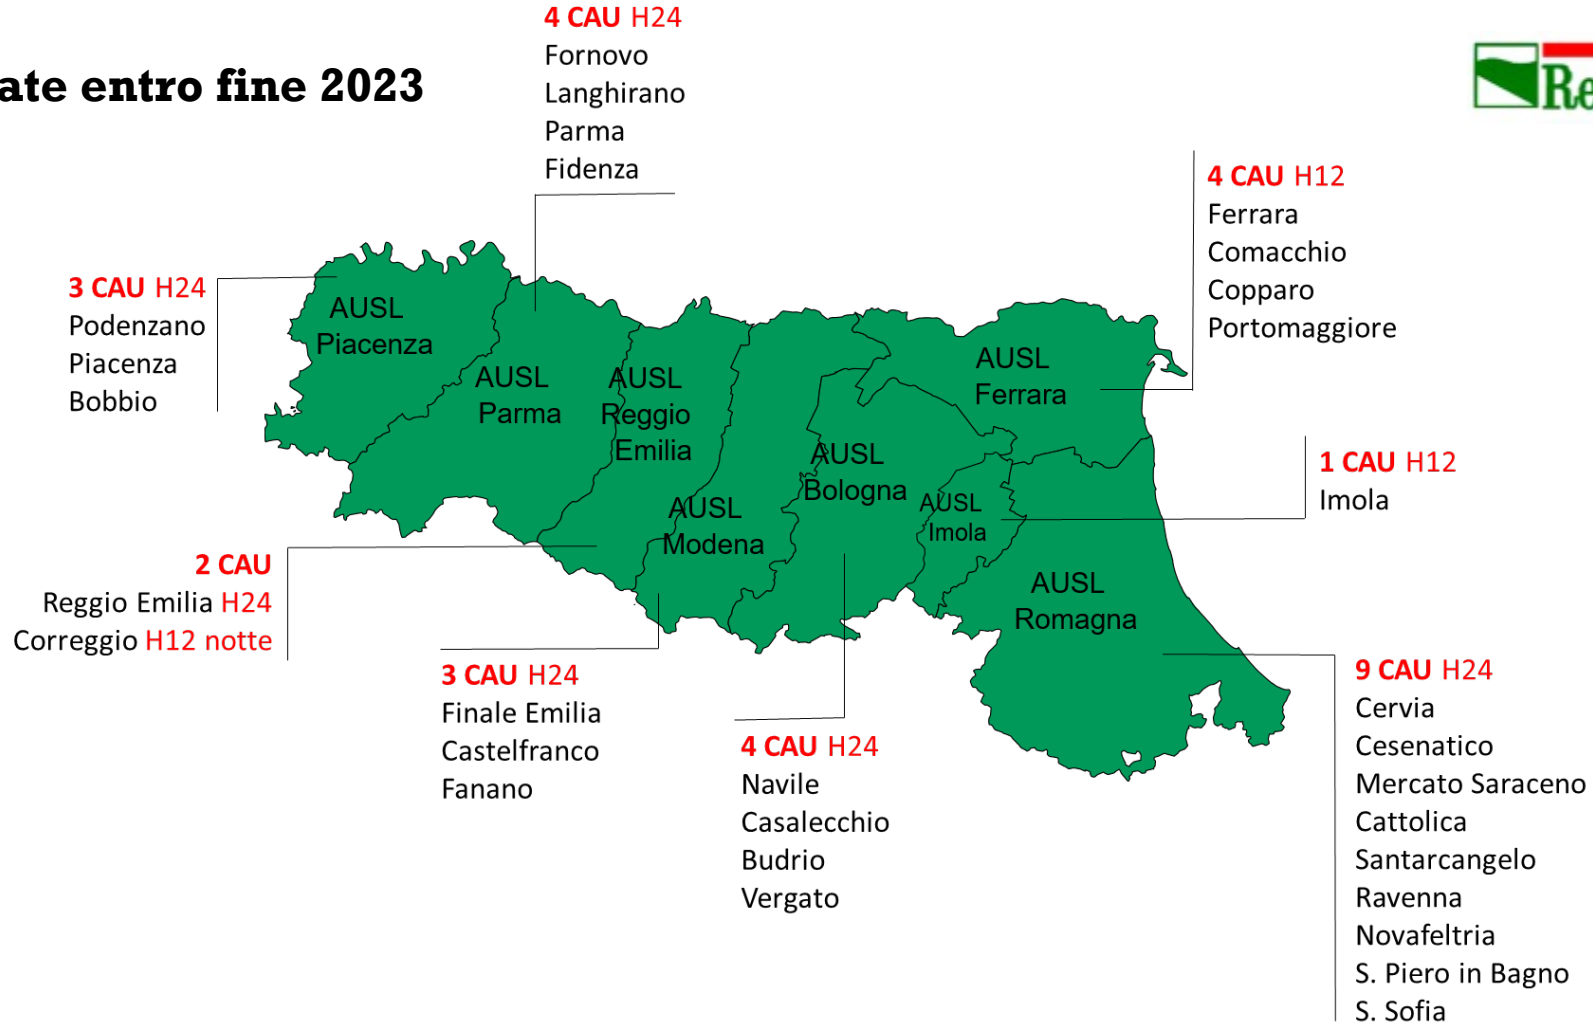 ate entro fine 2023
4 CAU H24
Fornovo
Langhirano
Parma
Fidenza
Re
4 CAU H12
Ferrara
Comacchio
Copparo
Portomaggiore
3 CAU H24
Podenzano
Piacenza
Bobbio
AUSL
Piacenza
AUSL
Parma
AUSL
Reggio
Emilia
AUSL
Modena
AUSL
Bologna
AUSL
Imola
AUSL
Ferrara
AUSL
Romagna
1 CAU H12
Imola
2 CAU
Reggio Emilia H24
Correggio H12 notte
3 CAU H24
Finale Emilia
Castelfranco
Fanano
4 CAU H24
Navile
Casalecchio
Budrio
Vergato
9 CAU H24
Cervia
Cesenatico
Mercato Saraceno
Cattolica
Santarcangelo
Ravenna
Novafeltria
S. Piero in Bagno
S. Sofia